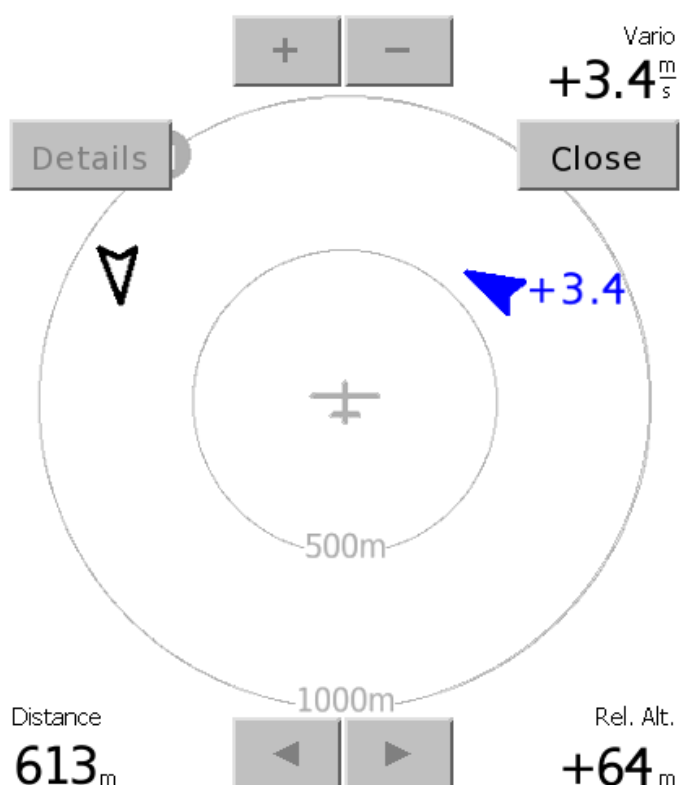 + −
Vario
+3.4 m/s
Details
Close
+3.4
500m
1000m
Distance
613m
Rel. Alt.
+64m